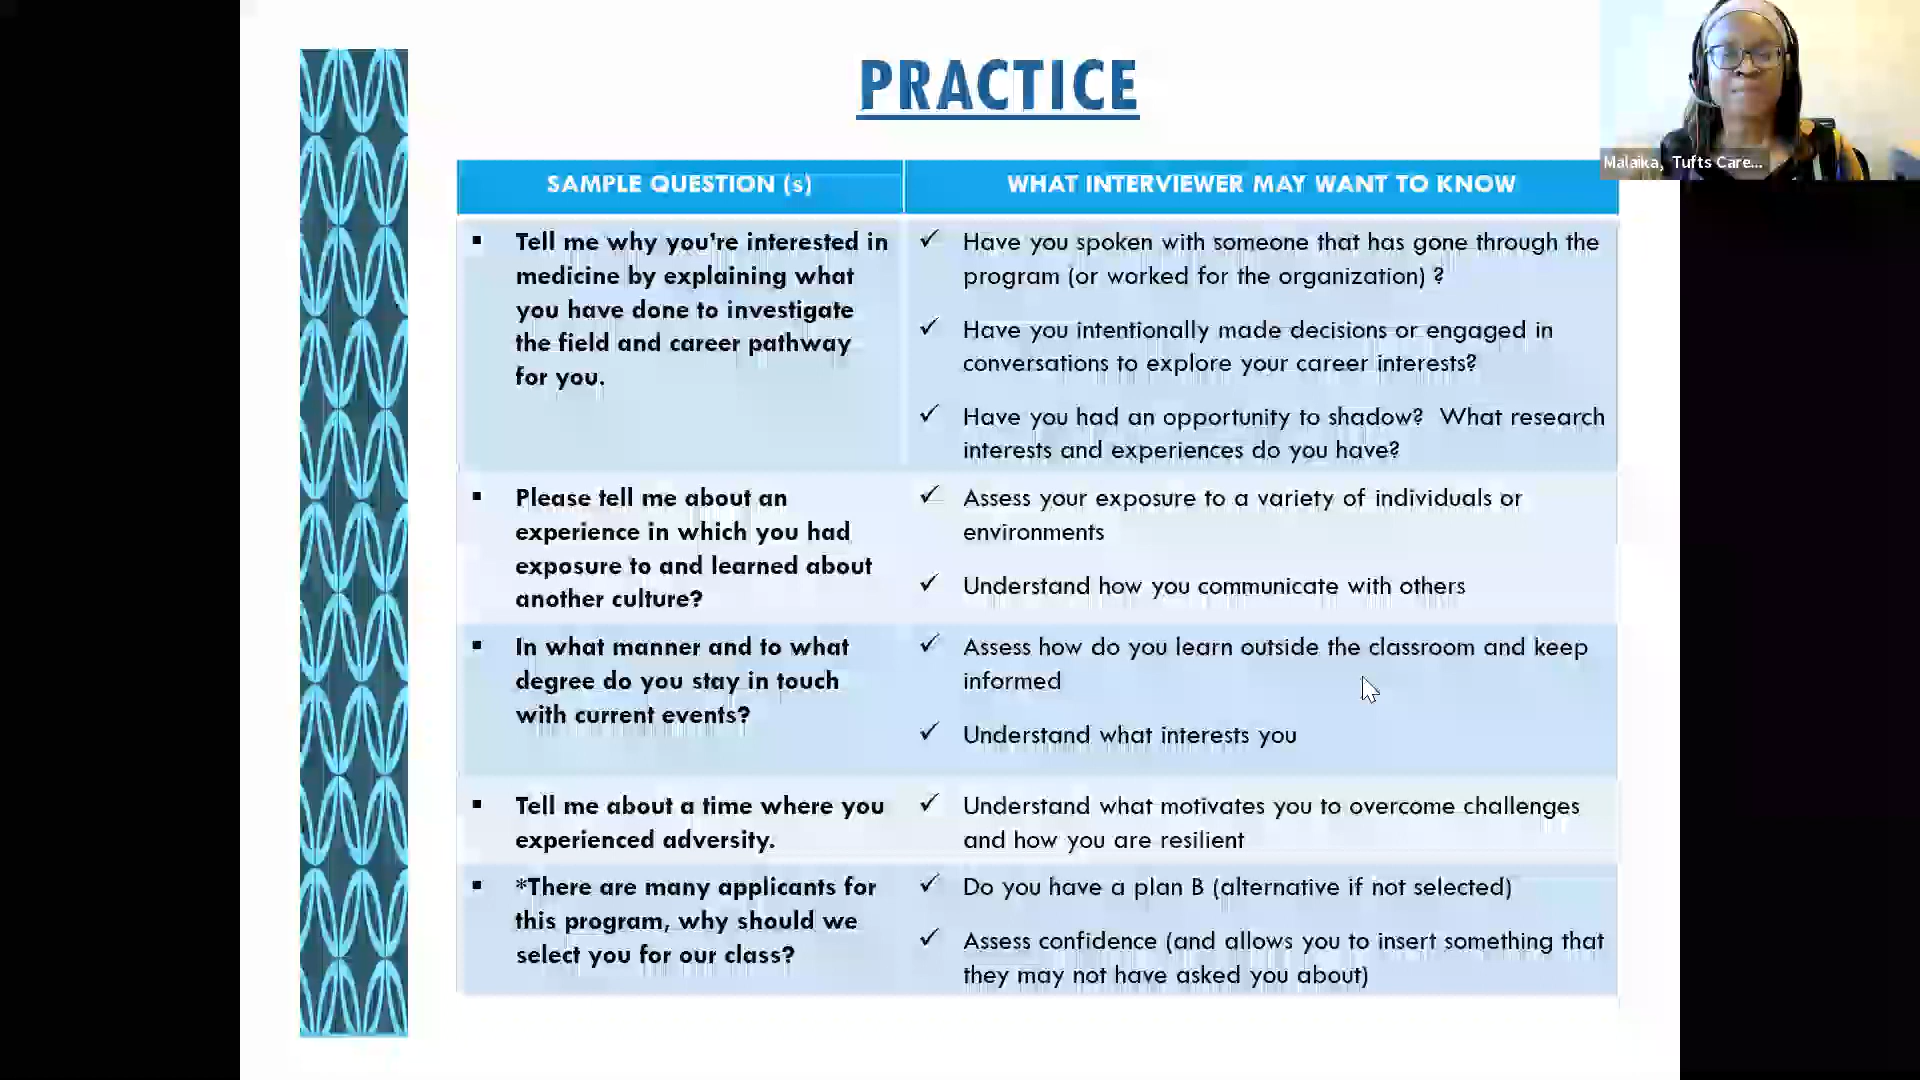 PRACTICE
Malaika, Tufts Care...
SAMPLE QUESTION (s)
WHAT INTERVIEWER MAY WANT TO KNOW
▪ Tell me why you're interested in
medicine by explaining what
you have done to investigate
the field and career pathway
for you.
✓ Have you spoken with someone that has gone through the
program (or worked for the organization) ?
✓ Have you intentionally made decisions or engaged in
conversations to explore your career interests?
✓ Have you had an opportunity to shadow? What research
interests and experiences do you have?
▪ Please tell me about an
experience in which you had
exposure to and learned about
another culture?
✓ Assess your exposure to a variety of individuals or
environments
✓ Understand how you communicate with others
▪ In what manner and to what
degree do you stay in touch
with current events?
✓ Assess how do you learn outside the classroom and keep
informed
✓ Understand what interests you
▪ Tell me about a time where you
experienced adversity.
✓ Understand what motivates you to overcome challenges
and how you are resilient
▪ *There are many applicants for
this program, why should we
select you for our class?
✓ Do you have a plan B (alternative if not selected)
✓ Assess confidence (and allows you to insert something that
they may not have asked you about)